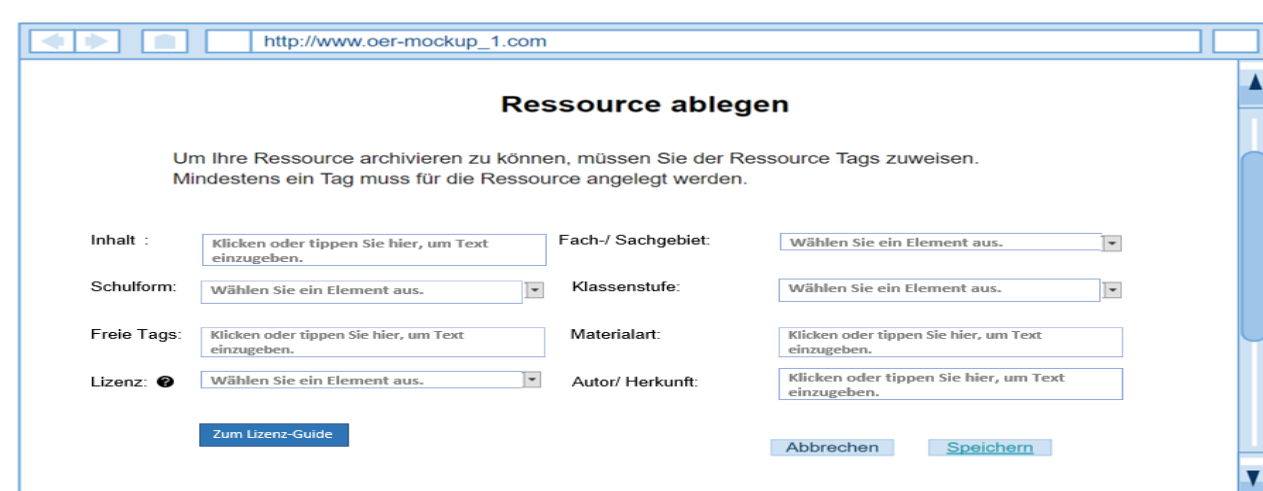 http://www.oer-mockup_1.com
Ressource ablegen
Um Ihre Ressource archivieren zu können, müssen Sie der Ressource Tags zuweisen.
Mindestens ein Tag muss für die Ressource angelegt werden.
Inhalt :
Klicken oder tippen Sie hier, um Text
einzugeben.
Fach-/ Sachgebiet:
Wählen Sie ein Element aus.
Schulform:
Wählen Sie ein Element aus.
Klassenstufe:
Wählen Sie ein Element aus.
Freie Tags:
Klicken oder tippen Sie hier, um Text
einzugeben.
Materialart:
Klicken oder tippen Sie hier, um Text
einzugeben.
Lizenz: ?
Wählen Sie ein Element aus.
Autor/ Herkunft:
Klicken oder tippen Sie hier, um Text
einzugeben.
Zum Lizenz-Guide
Abbrechen
Speichern